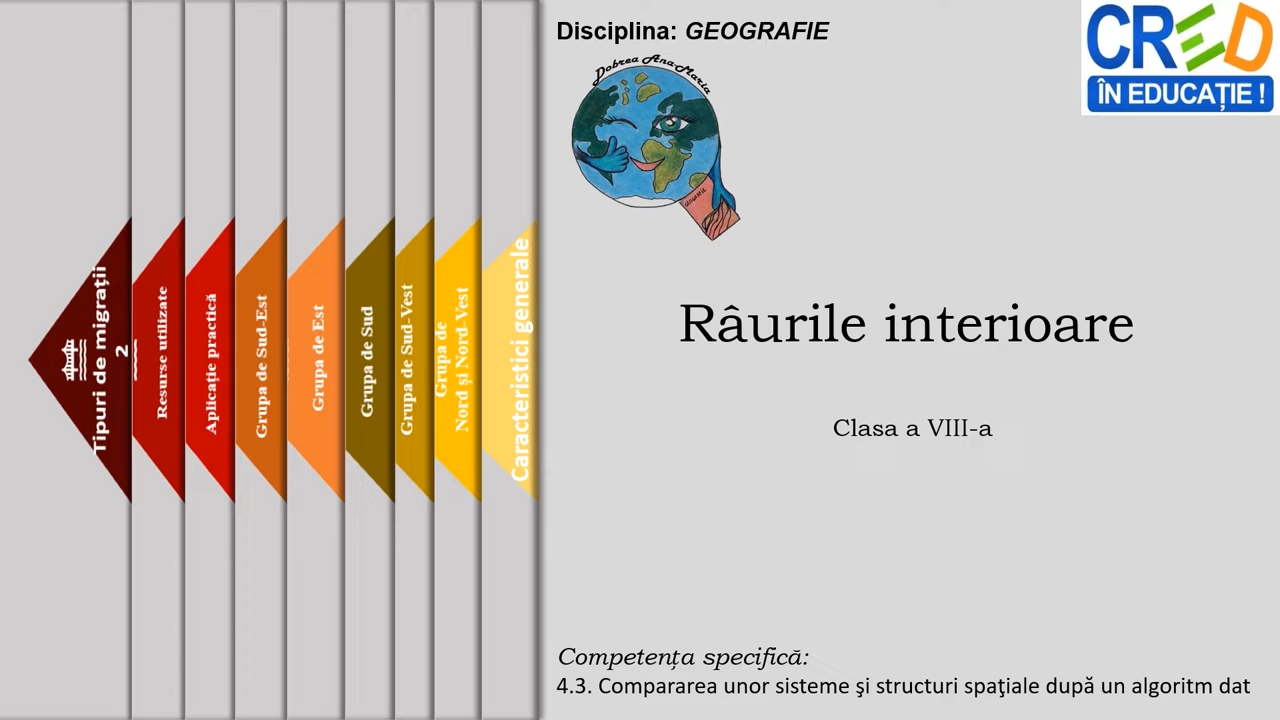 Disciplina: GEOGRAFIE
CRED
ÎN EDUCAȚIE !
Dobrea Ana-Maria
GEOGRAFIE
Tipuri de migrații
2
Resurse utilizate
Aplicație practică
Grupa de Sud-Est
Grupa de Est
Grupa de Sud
Grupa de Sud-Vest
Grupa de
Nord și Nord-Vest
Caracteristici generale
Râurile interioare
Clasa a VIII-a
Competența specifică:
4.3. Compararea unor sisteme şi structuri spaţiale după un algoritm dat